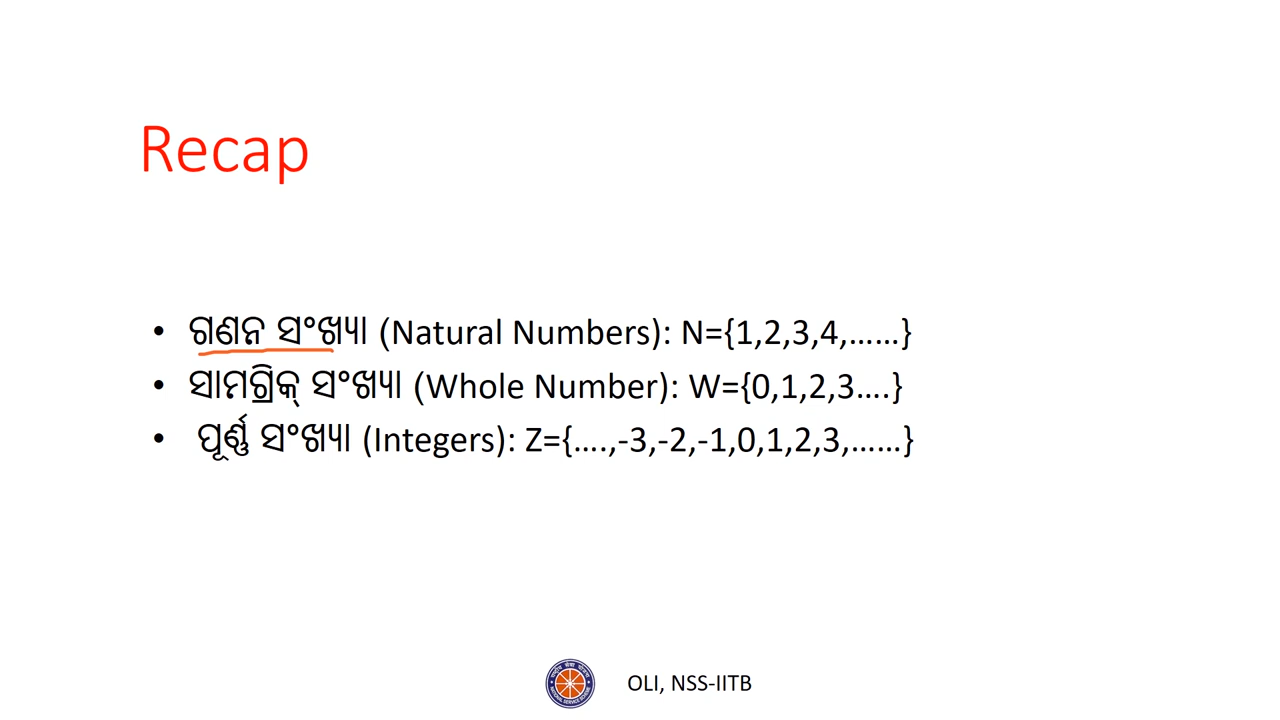 Recap
• ଗଣନ ସଂଖ୍ୟା (Natural Numbers): N={1,2,3,4,……}
• ସାମଗ୍ରିକ୍ ସଂଖ୍ୟା (Whole Number): W={0,1,2,3….}
• ପୂର୍ଣ୍ଣ ସଂଖ୍ୟା (Integers): Z={….,-3,-2,-1,0,1,2,3,……}
OLI, NSS-IITB